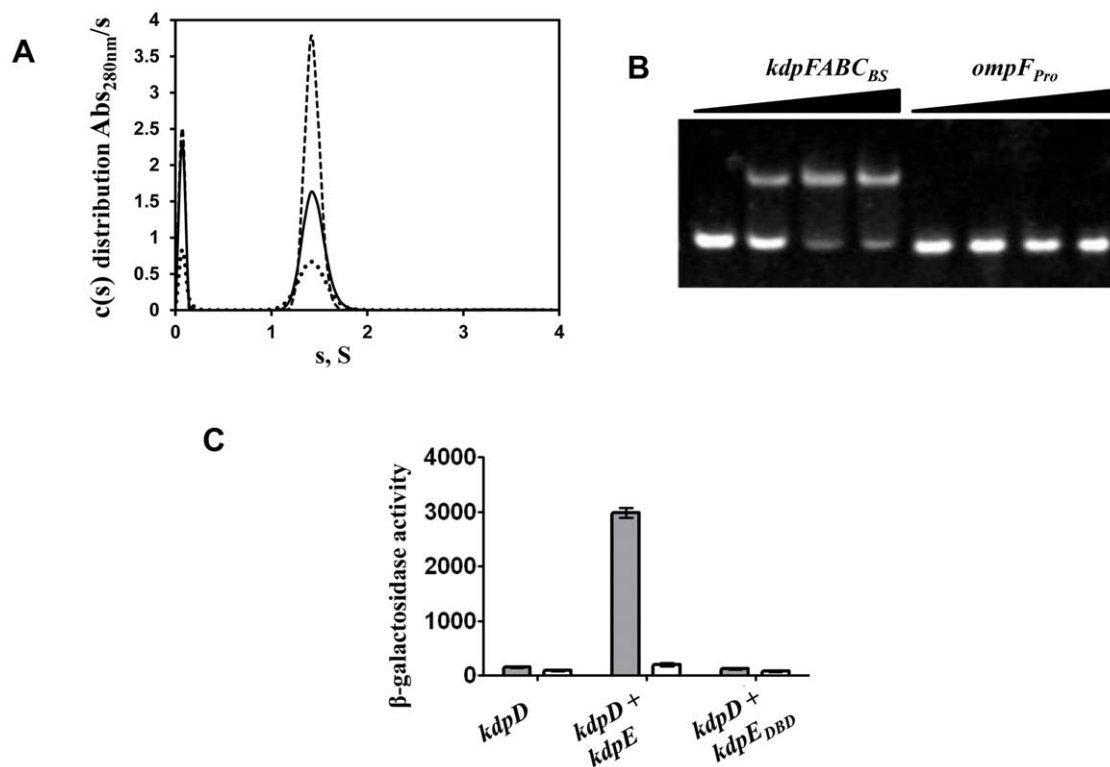 A
c(s) distribution Abs280nm/s
4
3.5
3
2.5
2
1.5
1
0.5
0
0 1 2 3 4
s, S
B
kdpFABCBS ompFPro
C
β-galactosidase activity
4000
3000
2000
1000
0
kdpD
kdpD +
kdpE
kdpD +
kdpEDBD